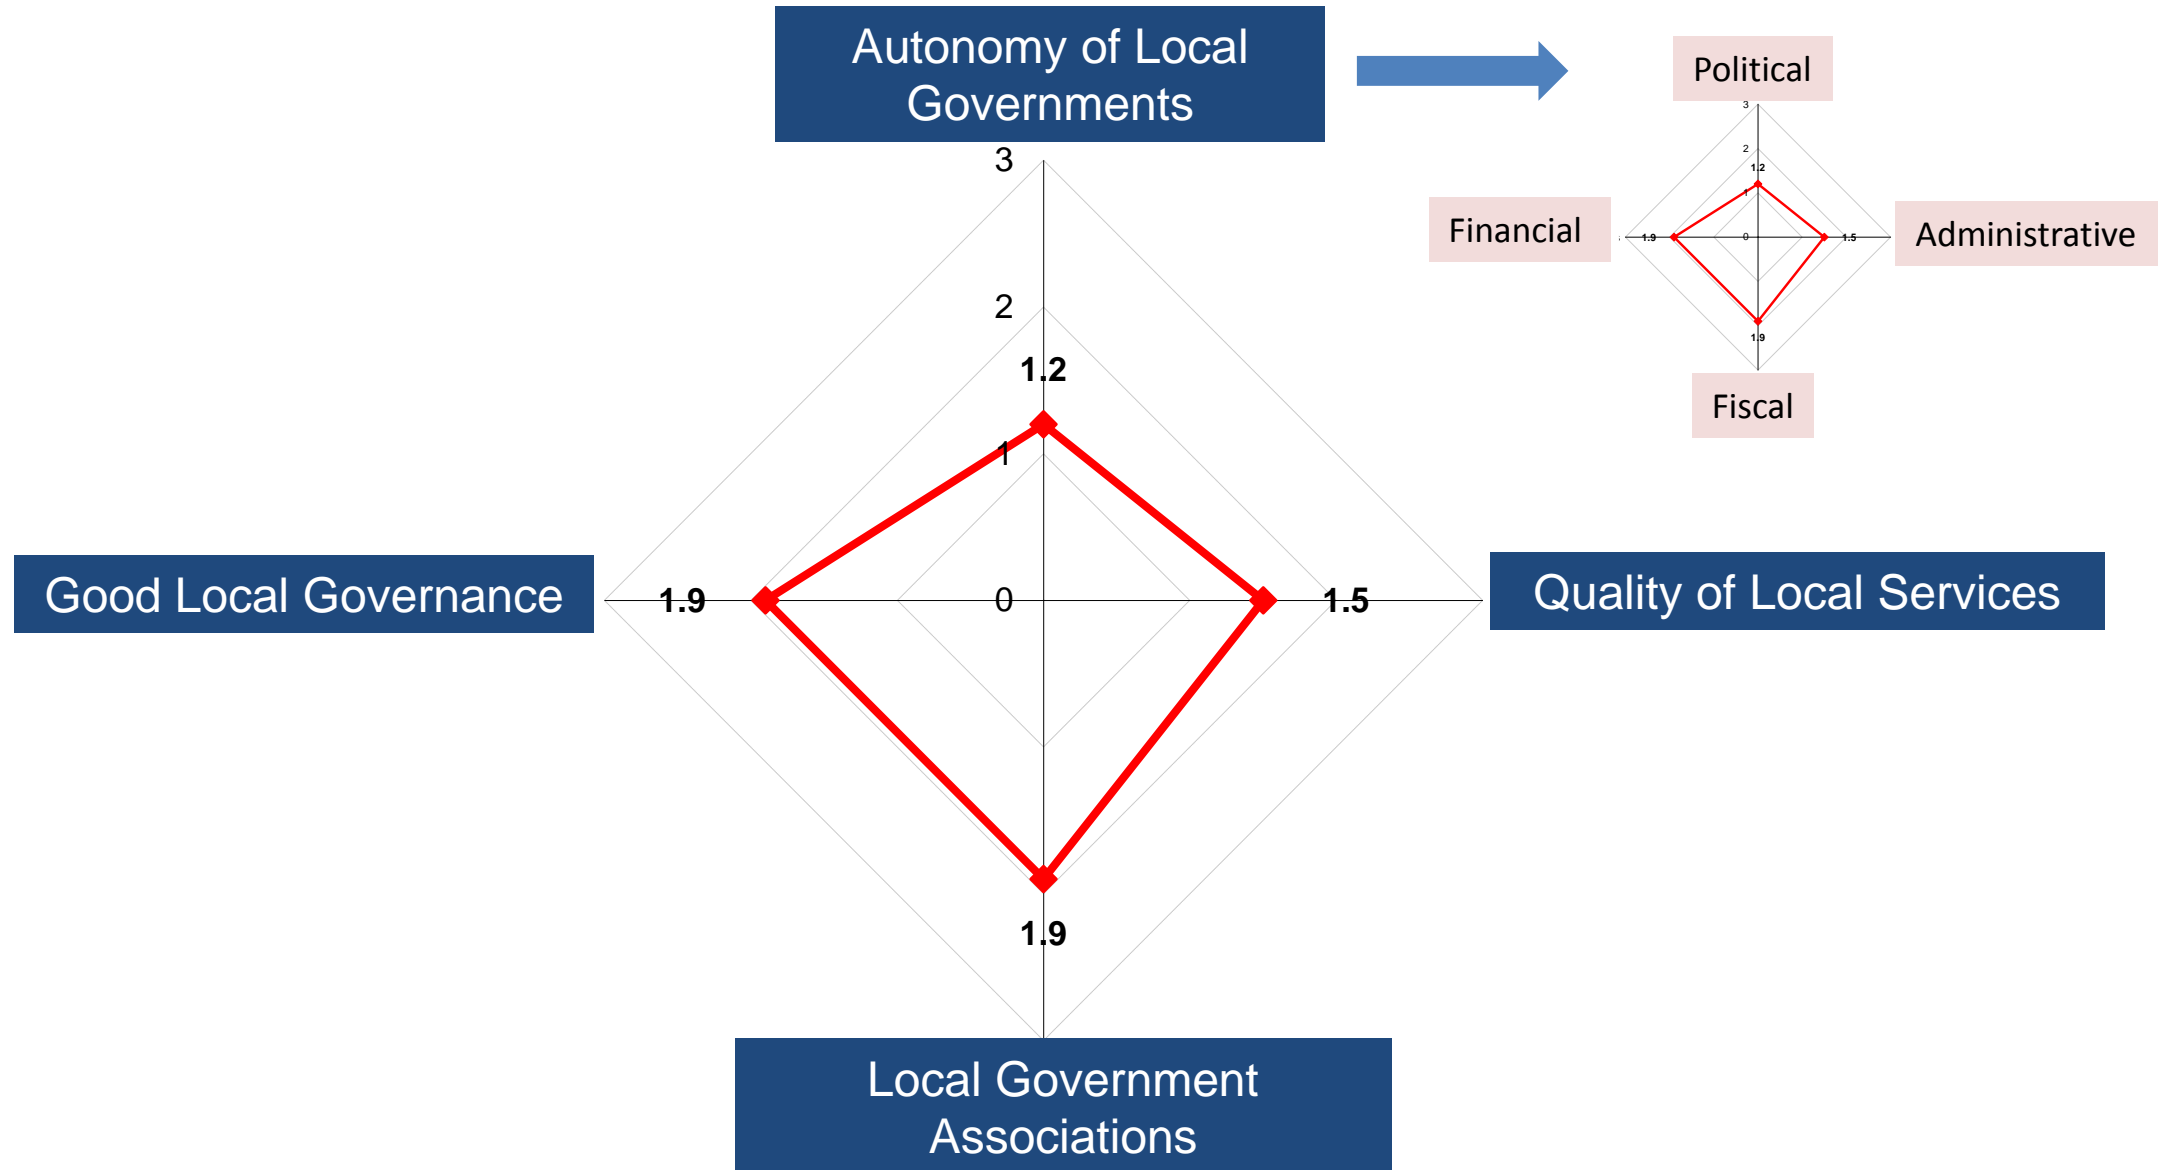 Autonomy of Local
Governments
3
2
1.2
1
0
Good Local Governance
1.9
1.5
Quality of Local Services
1.9
Local Government
Associations
Political
3
2
1.2
1
Financial
1.9
0
1.5
Administrative
1.9
Fiscal